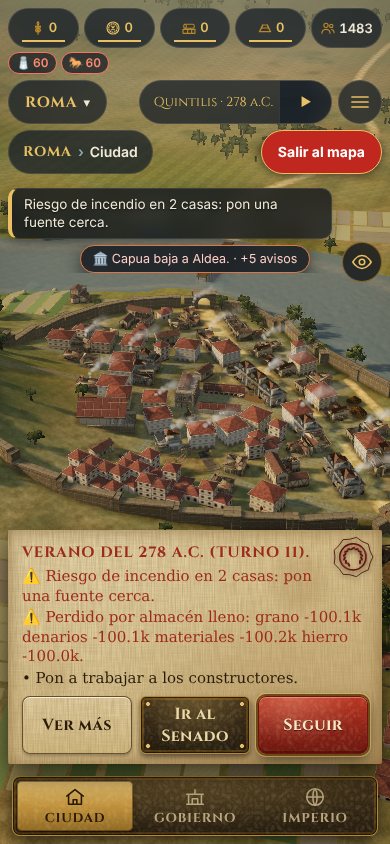 0
0
0
0
1483
60
60
ROMA ▾
QUINTILIS · 278 A.C.
ROMA › Ciudad
Salir al mapa
Riesgo de incendio en 2 casas: pon una
fuente cerca.
Capua baja a Aldea. · +5 avisos
VERANO DEL 278 A.C. (TURNO 11).
⚠️ Riesgo de incendio en 2 casas: pon
una fuente cerca.
⚠️ Perdido por almacén lleno: grano -100.1k
denarios -100.1k materiales -100.2k hierro
-100.0k.
• Pon a trabajar a los constructores.
VER MÁS
IR AL
SENADO
SEGUIR
CIUDAD
GOBIERNO
IMPERIO